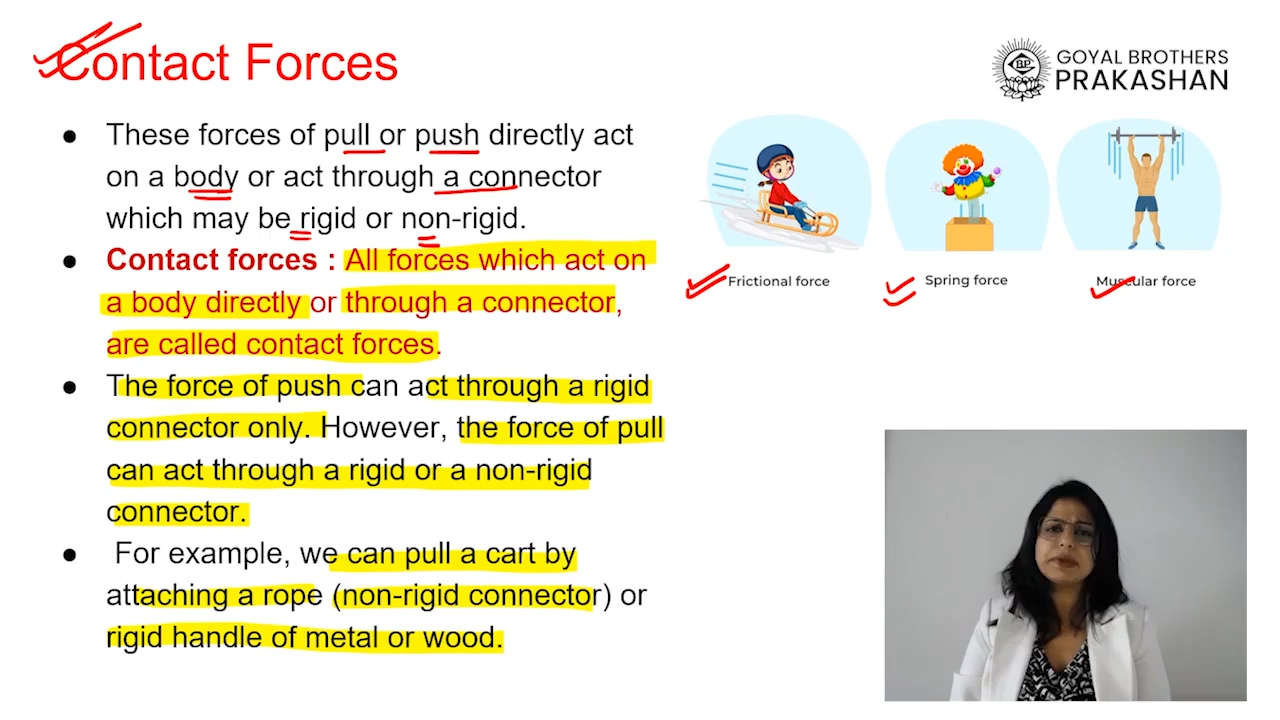 Contact Forces
GOYAL BROTHERS
PRAKASHAN
BP
● These forces of pull or push directly act
on a body or act through a connector
which may be rigid or non-rigid.
● Contact forces : All forces which act on
a body directly or through a connector,
are called contact forces.
● The force of push can act through a rigid
connector only. However, the force of pull
can act through a rigid or a non-rigid
connector.
● For example, we can pull a cart by
attaching a rope (non-rigid connector) or
rigid handle of metal or wood.
Frictional force
Spring force
Muscular force